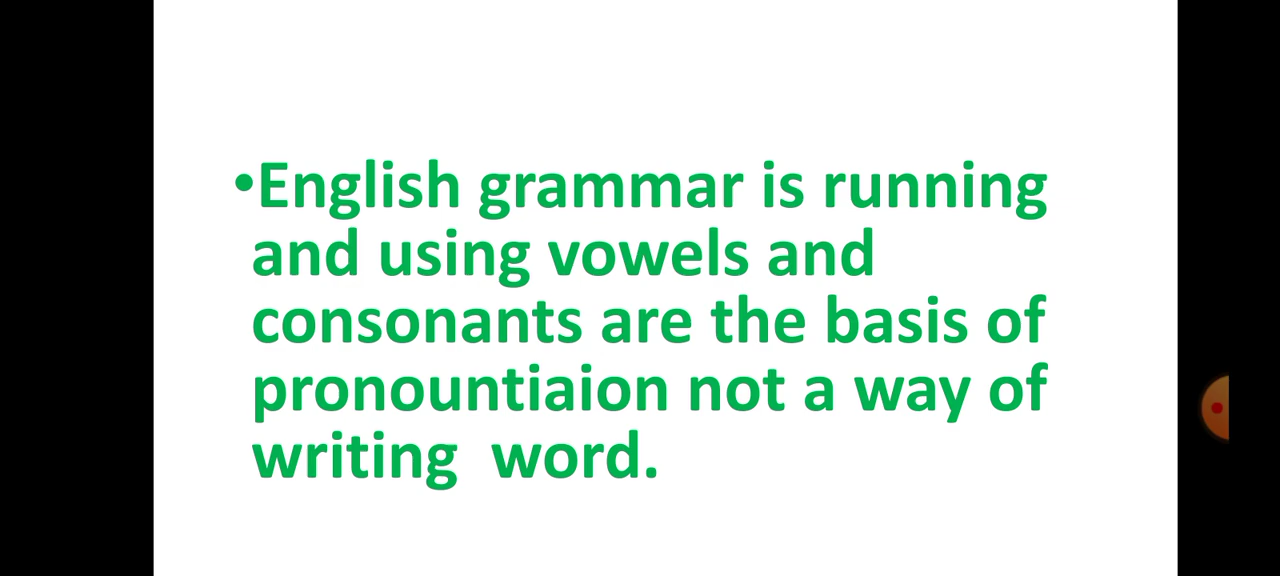 •English grammar is running
and using vowels and
consonants are the basis of
pronountiaion not a way of
writing  word.